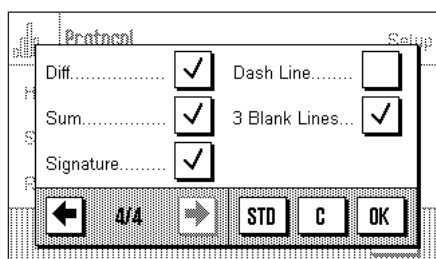 Protocol Setup
Diff................ Dash Line........
Sum.............. 3 Blank Lines...
Signature.........
4/4 STD C OK